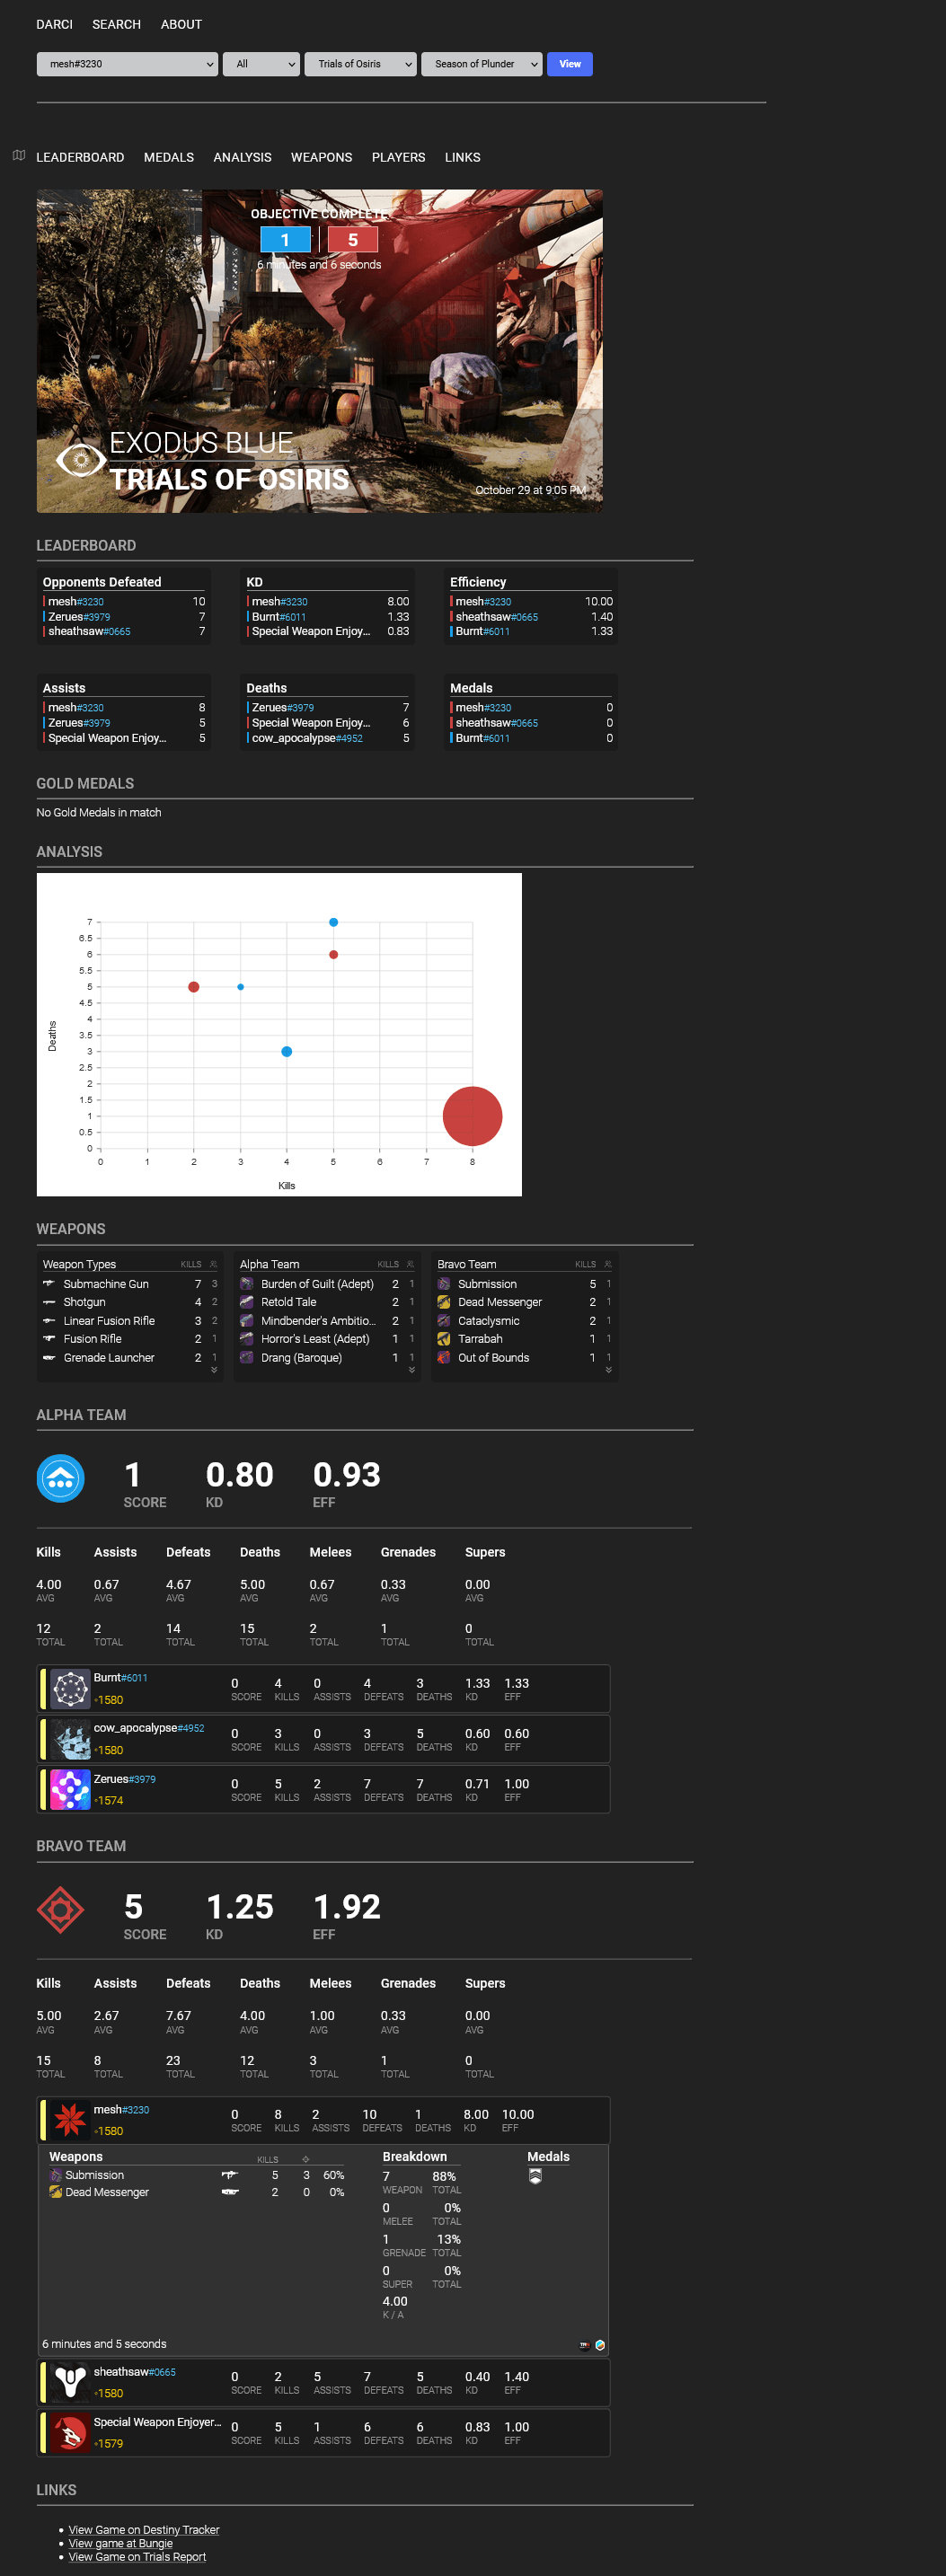 DARCI SEARCH ABOUT
mesh#3230 All Trials of Osiris Season of Plunder View
LEADERBOARD MEDALS ANALYSIS WEAPONS PLAYERS LINKS
OBJECTIVE COMPLETE
1 5
6 minutes and 6 seconds
EXODUS BLUE
TRIALS OF OSIRIS
October 29 at 9:05 PM
LEADERBOARD
Opponents Defeated
mesh#3230 10
Zerues#3979 7
sheathsaw#0665 7
KD
mesh#3230 8.00
Burnt#6011 1.33
Special Weapon Enjoy... 0.83
Efficiency
mesh#3230 10.00
sheathsaw#0665 1.40
Burnt#6011 1.33
Assists
mesh#3230 8
Zerues#3979 5
Special Weapon Enjoy... 5
Deaths
Zerues#3979 7
Special Weapon Enjoy... 6
cow_apocalypse#4952 5
Medals
mesh#3230 0
sheathsaw#0665 0
Burnt#6011 0
GOLD MEDALS
No Gold Medals in match
ANALYSIS
7
6.5
6
5.5
5
4.5
4
3.5
3
2.5
2
1.5
1
0.5
0
Deaths
0 1 2 3 4 5 6 7 8
Kills
WEAPONS
Weapon Types KILLS
Submachine Gun 7 3
Shotgun 4 2
Linear Fusion Rifle 3 2
Fusion Rifle 2 1
Grenade Launcher 2 1
Alpha Team KILLS
Burden of Guilt (Adept) 2 1
Retold Tale 2 1
Mindbender's Ambitio... 2 1
Horror's Least (Adept) 1 1
Drang (Baroque) 1 1
Bravo Team KILLS
Submission 5 1
Dead Messenger 2 1
Cataclysmic 2 1
Tarrabah 1 1
Out of Bounds 1 1
ALPHA TEAM
1 0.80 0.93
SCORE KD EFF
Kills Assists Defeats Deaths Melees Grenades Supers
4.00 0.67 4.67 5.00 0.67 0.33 0.00
AVG AVG AVG AVG AVG AVG AVG
12 2 14 15 2 1 0
TOTAL TOTAL TOTAL TOTAL TOTAL TOTAL TOTAL
Burnt#6011
1580
0 4 0 4 3 1.33 1.33
SCORE KILLS ASSISTS DEFEATS DEATHS KD EFF
cow_apocalypse#4952
1580
0 3 0 3 5 0.60 0.60
SCORE KILLS ASSISTS DEFEATS DEATHS KD EFF
Zerues#3979
1574
0 5 2 7 7 0.71 1.00
SCORE KILLS ASSISTS DEFEATS DEATHS KD EFF
BRAVO TEAM
5 1.25 1.92
SCORE KD EFF
Kills Assists Defeats Deaths Melees Grenades Supers
5.00 2.67 7.67 4.00 1.00 0.33 0.00
AVG AVG AVG AVG AVG AVG AVG
15 8 23 12 3 1 0
TOTAL TOTAL TOTAL TOTAL TOTAL TOTAL TOTAL
mesh#3230
1580
0 8 2 10 1 8.00 10.00
SCORE KILLS ASSISTS DEFEATS DEATHS KD EFF
Weapons KILLS
Submission 5 3 60%
Dead Messenger 2 0 0%
Breakdown
7 88%
WEAPON TOTAL
0 0%
MELEE TOTAL
1 13%
GRENADE TOTAL
0 0%
SUPER TOTAL
4.00
K / A
Medals
6 minutes and 5 seconds
sheathsaw#0665
1580
0 2 5 7 5 0.40 1.40
SCORE KILLS ASSISTS DEFEATS DEATHS KD EFF
Special Weapon Enjoyer...
1579
0 5 1 6 6 0.83 1.00
SCORE KILLS ASSISTS DEFEATS DEATHS KD EFF
LINKS
View Game on Destiny Tracker
View game at Bungie
View Game on Trials Report